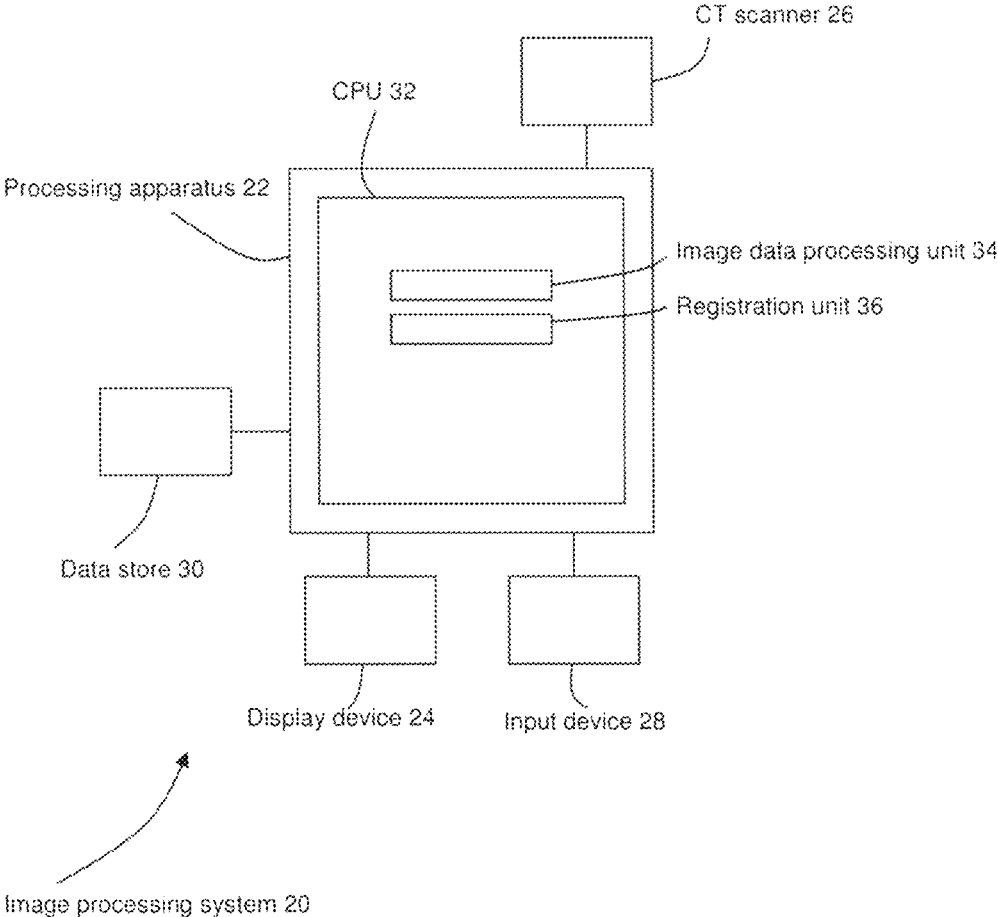 CT scanner 26
CPU 32
Processing apparatus 22
Image data processing unit 34
Registration unit 36
Data store 30
Display device 24
Input device 28
Image processing system 20